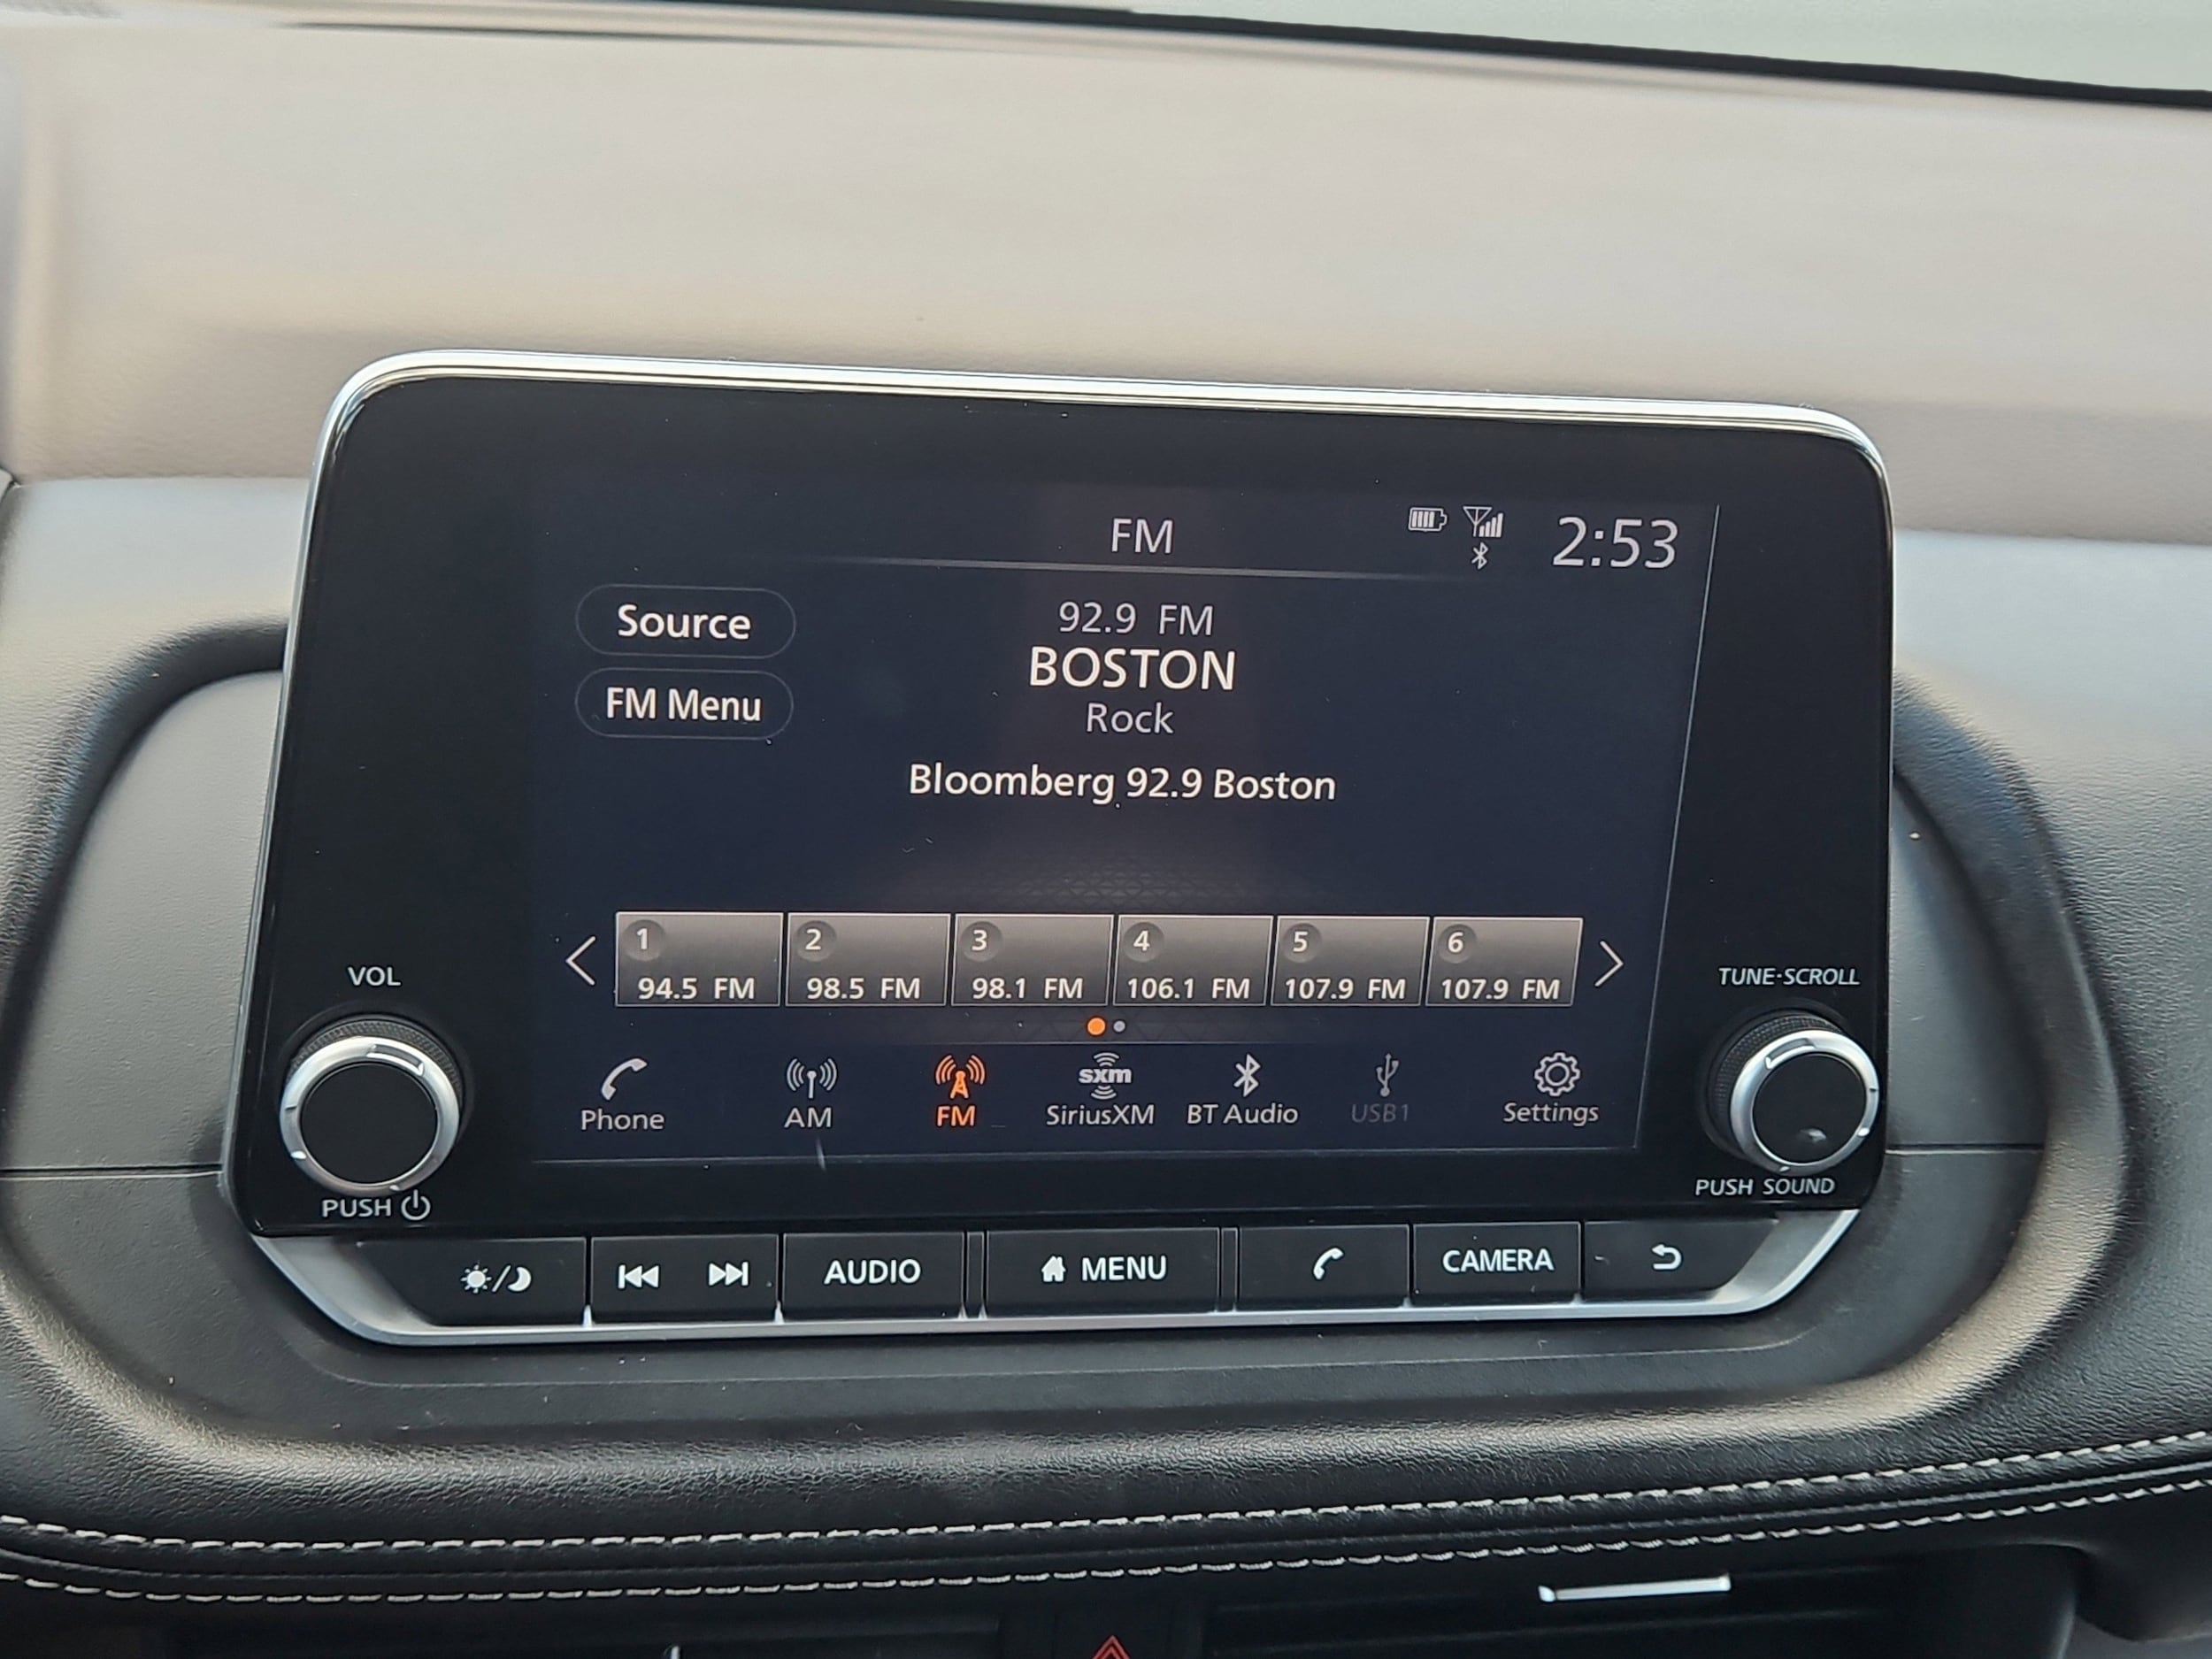 FM
2:53
Source
92.9 FM
BOSTON
FM Menu
Rock
Bloomberg 92.9 Boston
1
2
3
4
5
6
94.5 FM
98.5 FM
98.1 FM
106.1 FM
107.9 FM
107.9 FM
VOL
TUNE·SCROLL
sxm
Phone
AM
FM
SiriusXM
BT Audio
USB1
Settings
PUSH
PUSH SOUND
AUDIO
MENU
CAMERA